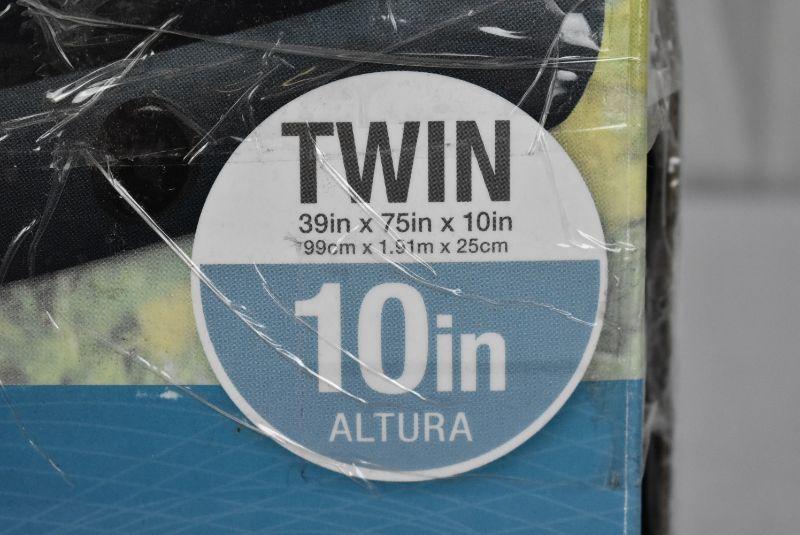 TWIN
39in x 75in x 10in
99cm x 1.91m x 25cm
10in
ALTURA